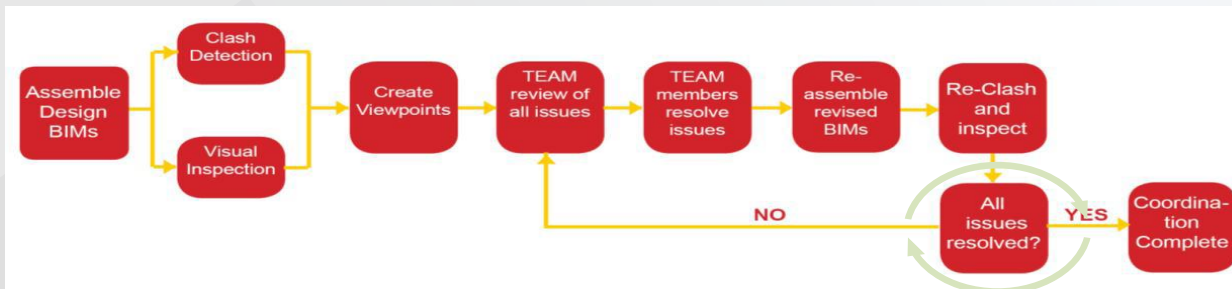 Assemble
Design
BIMs
Clash
Detection
Visual
Inspection
Create
Viewpoints
TEAM
review of
all issues
TEAM
members
resolve
issues
Re-
assemble
revised
BIMs
Re-Clash
and
inspect
All
issues
resolved?
NO
YES
Coordina-
tion
Complete